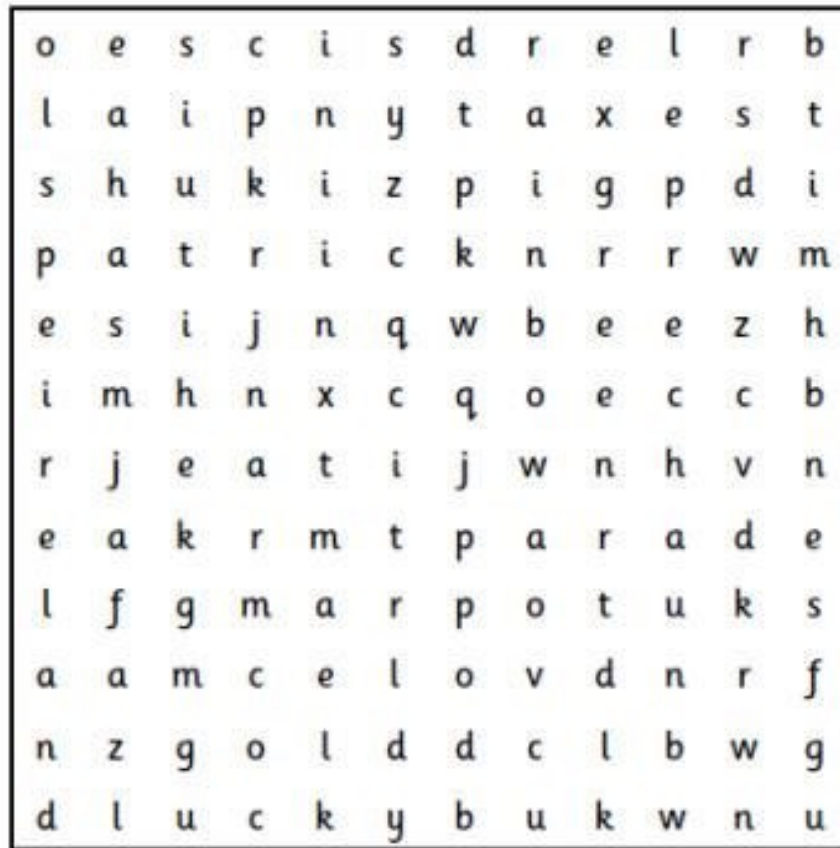 o e s c i s d r e l r b
l a i p n y t a x e s t
s h u k i z p i g p d i
p a t r i c k n r r w m
e s i j n q w b e e z h
i m h n x c q o e c c b
r j e a t i j w n h v n
e a k r m t p a r a d e
l f g m a r p o t u k s
a a m c e l o v d n r f
n z g o l d d c l b w g
d l u c k y b u k w n u